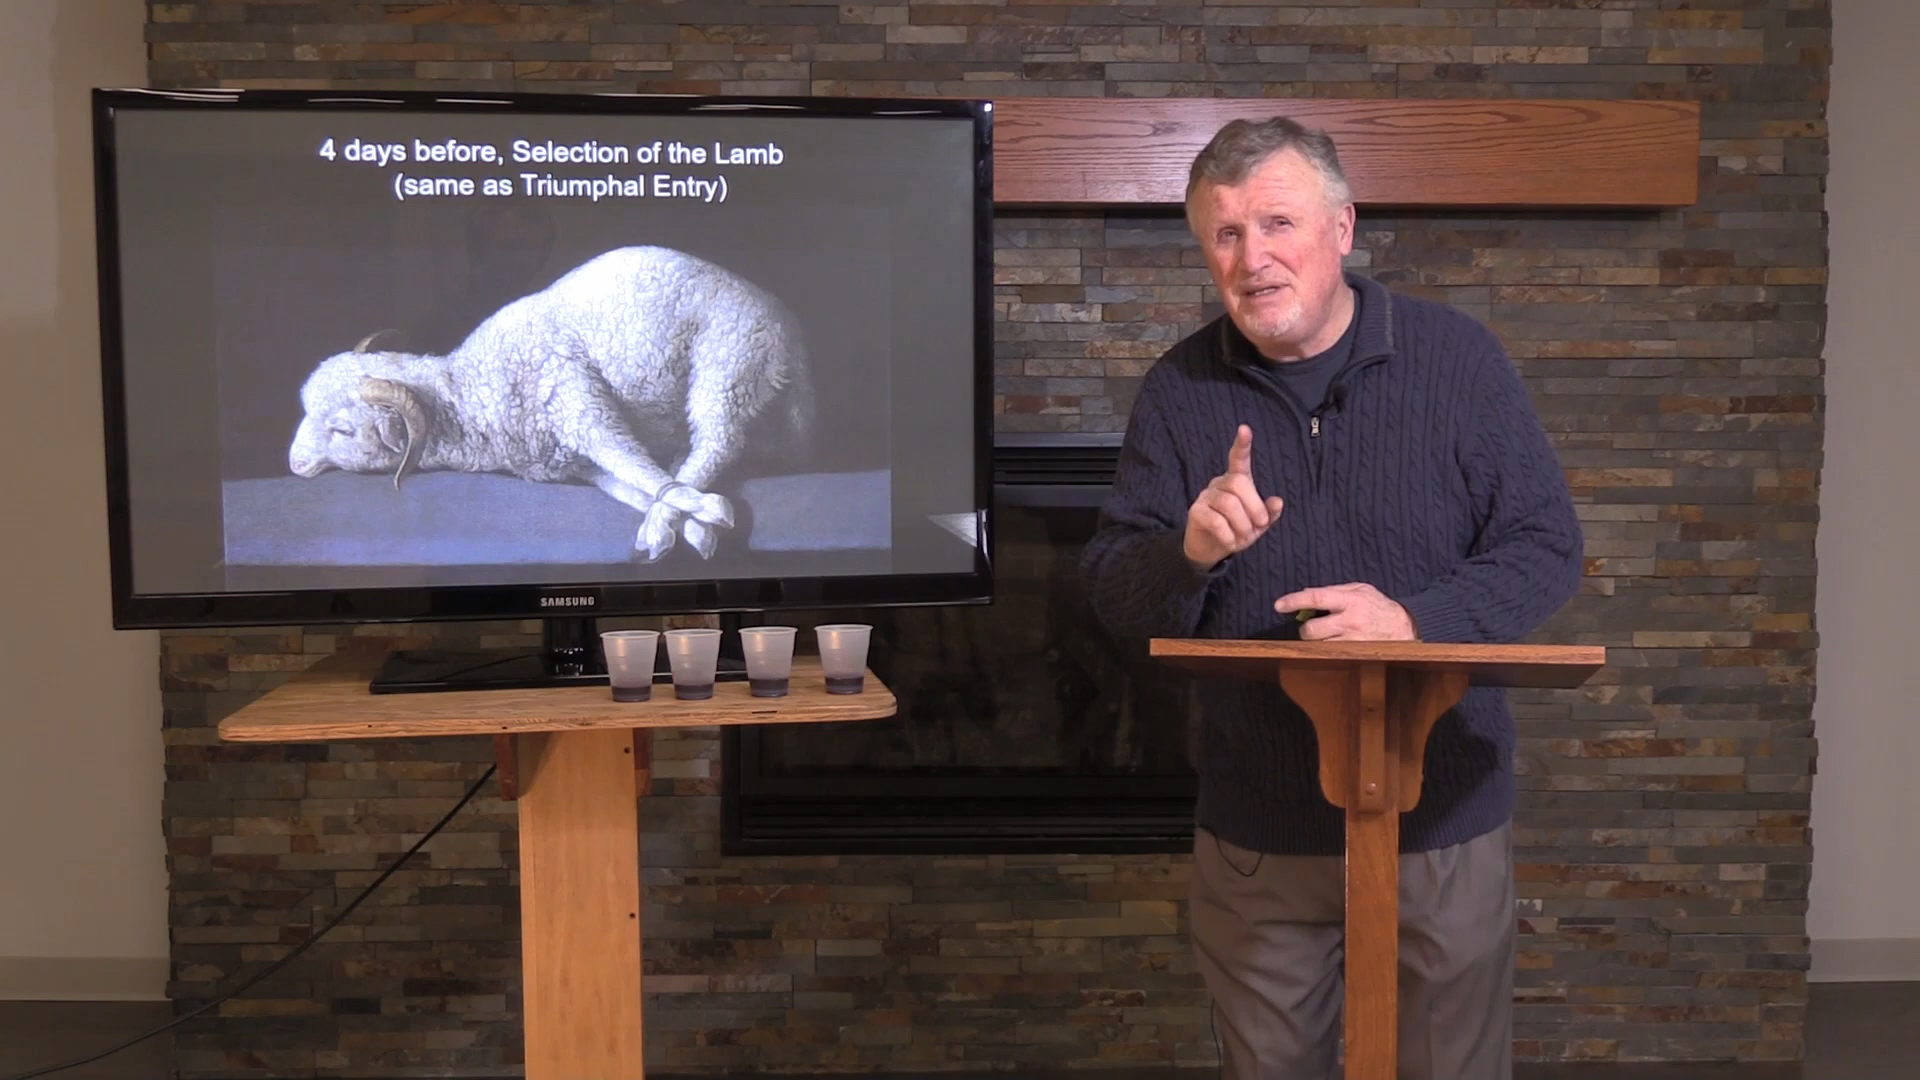 4 days before, Selection of the Lamb
(same as Triumphal Entry)
SAMSUNG